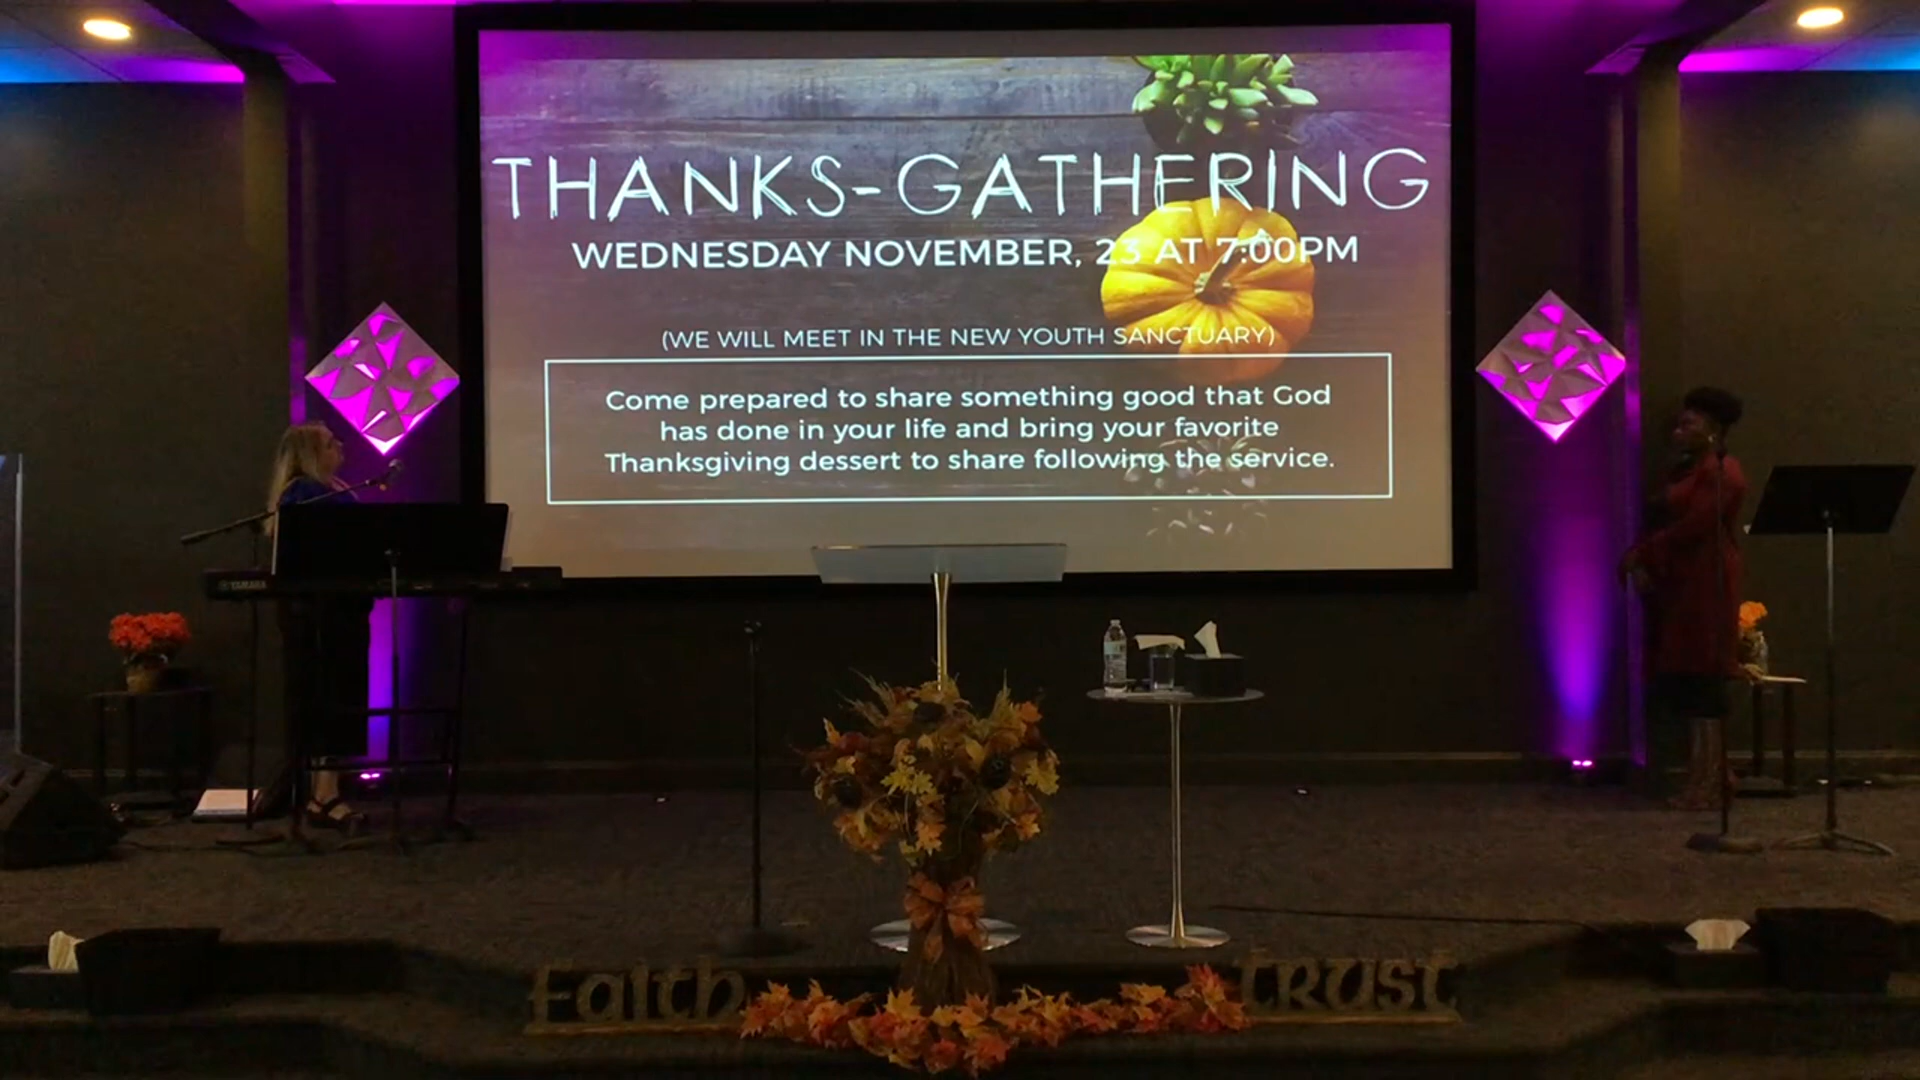 THANKS-GATHERING
WEDNESDAY NOVEMBER, 23 AT 7:00PM
(WE WILL MEET IN THE NEW YOUTH SANCTUARY)
Come prepared to share something good that God
has done in your life and bring your favorite
Thanksgiving dessert to share following the service.
YAMAHA
Faith
TRUST